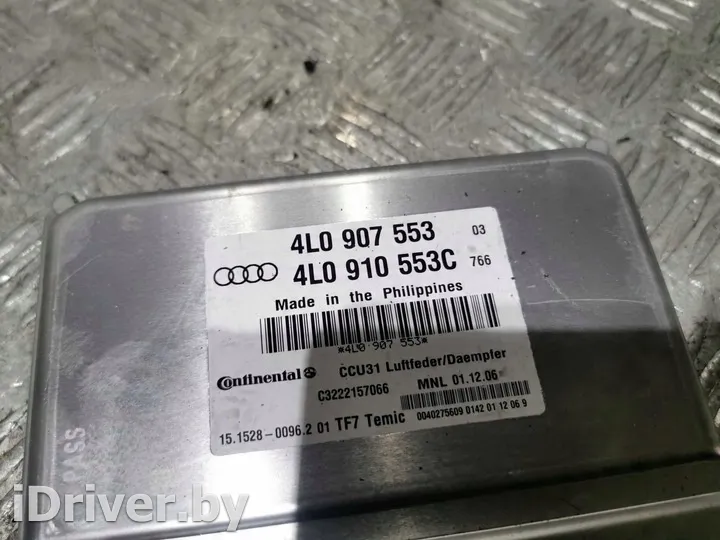 4L0 907 553 03
4L0 910 553C 766
Made in the Philippines
*4L0 907 553*
Continental CCU31 Luftfeder/Daempfer
C3222157066 MNL 01.12.06
15.1528-0096.2 01 TF7 Temic 0040275609 0142 01 12 06 9
PASS
iDriver.by